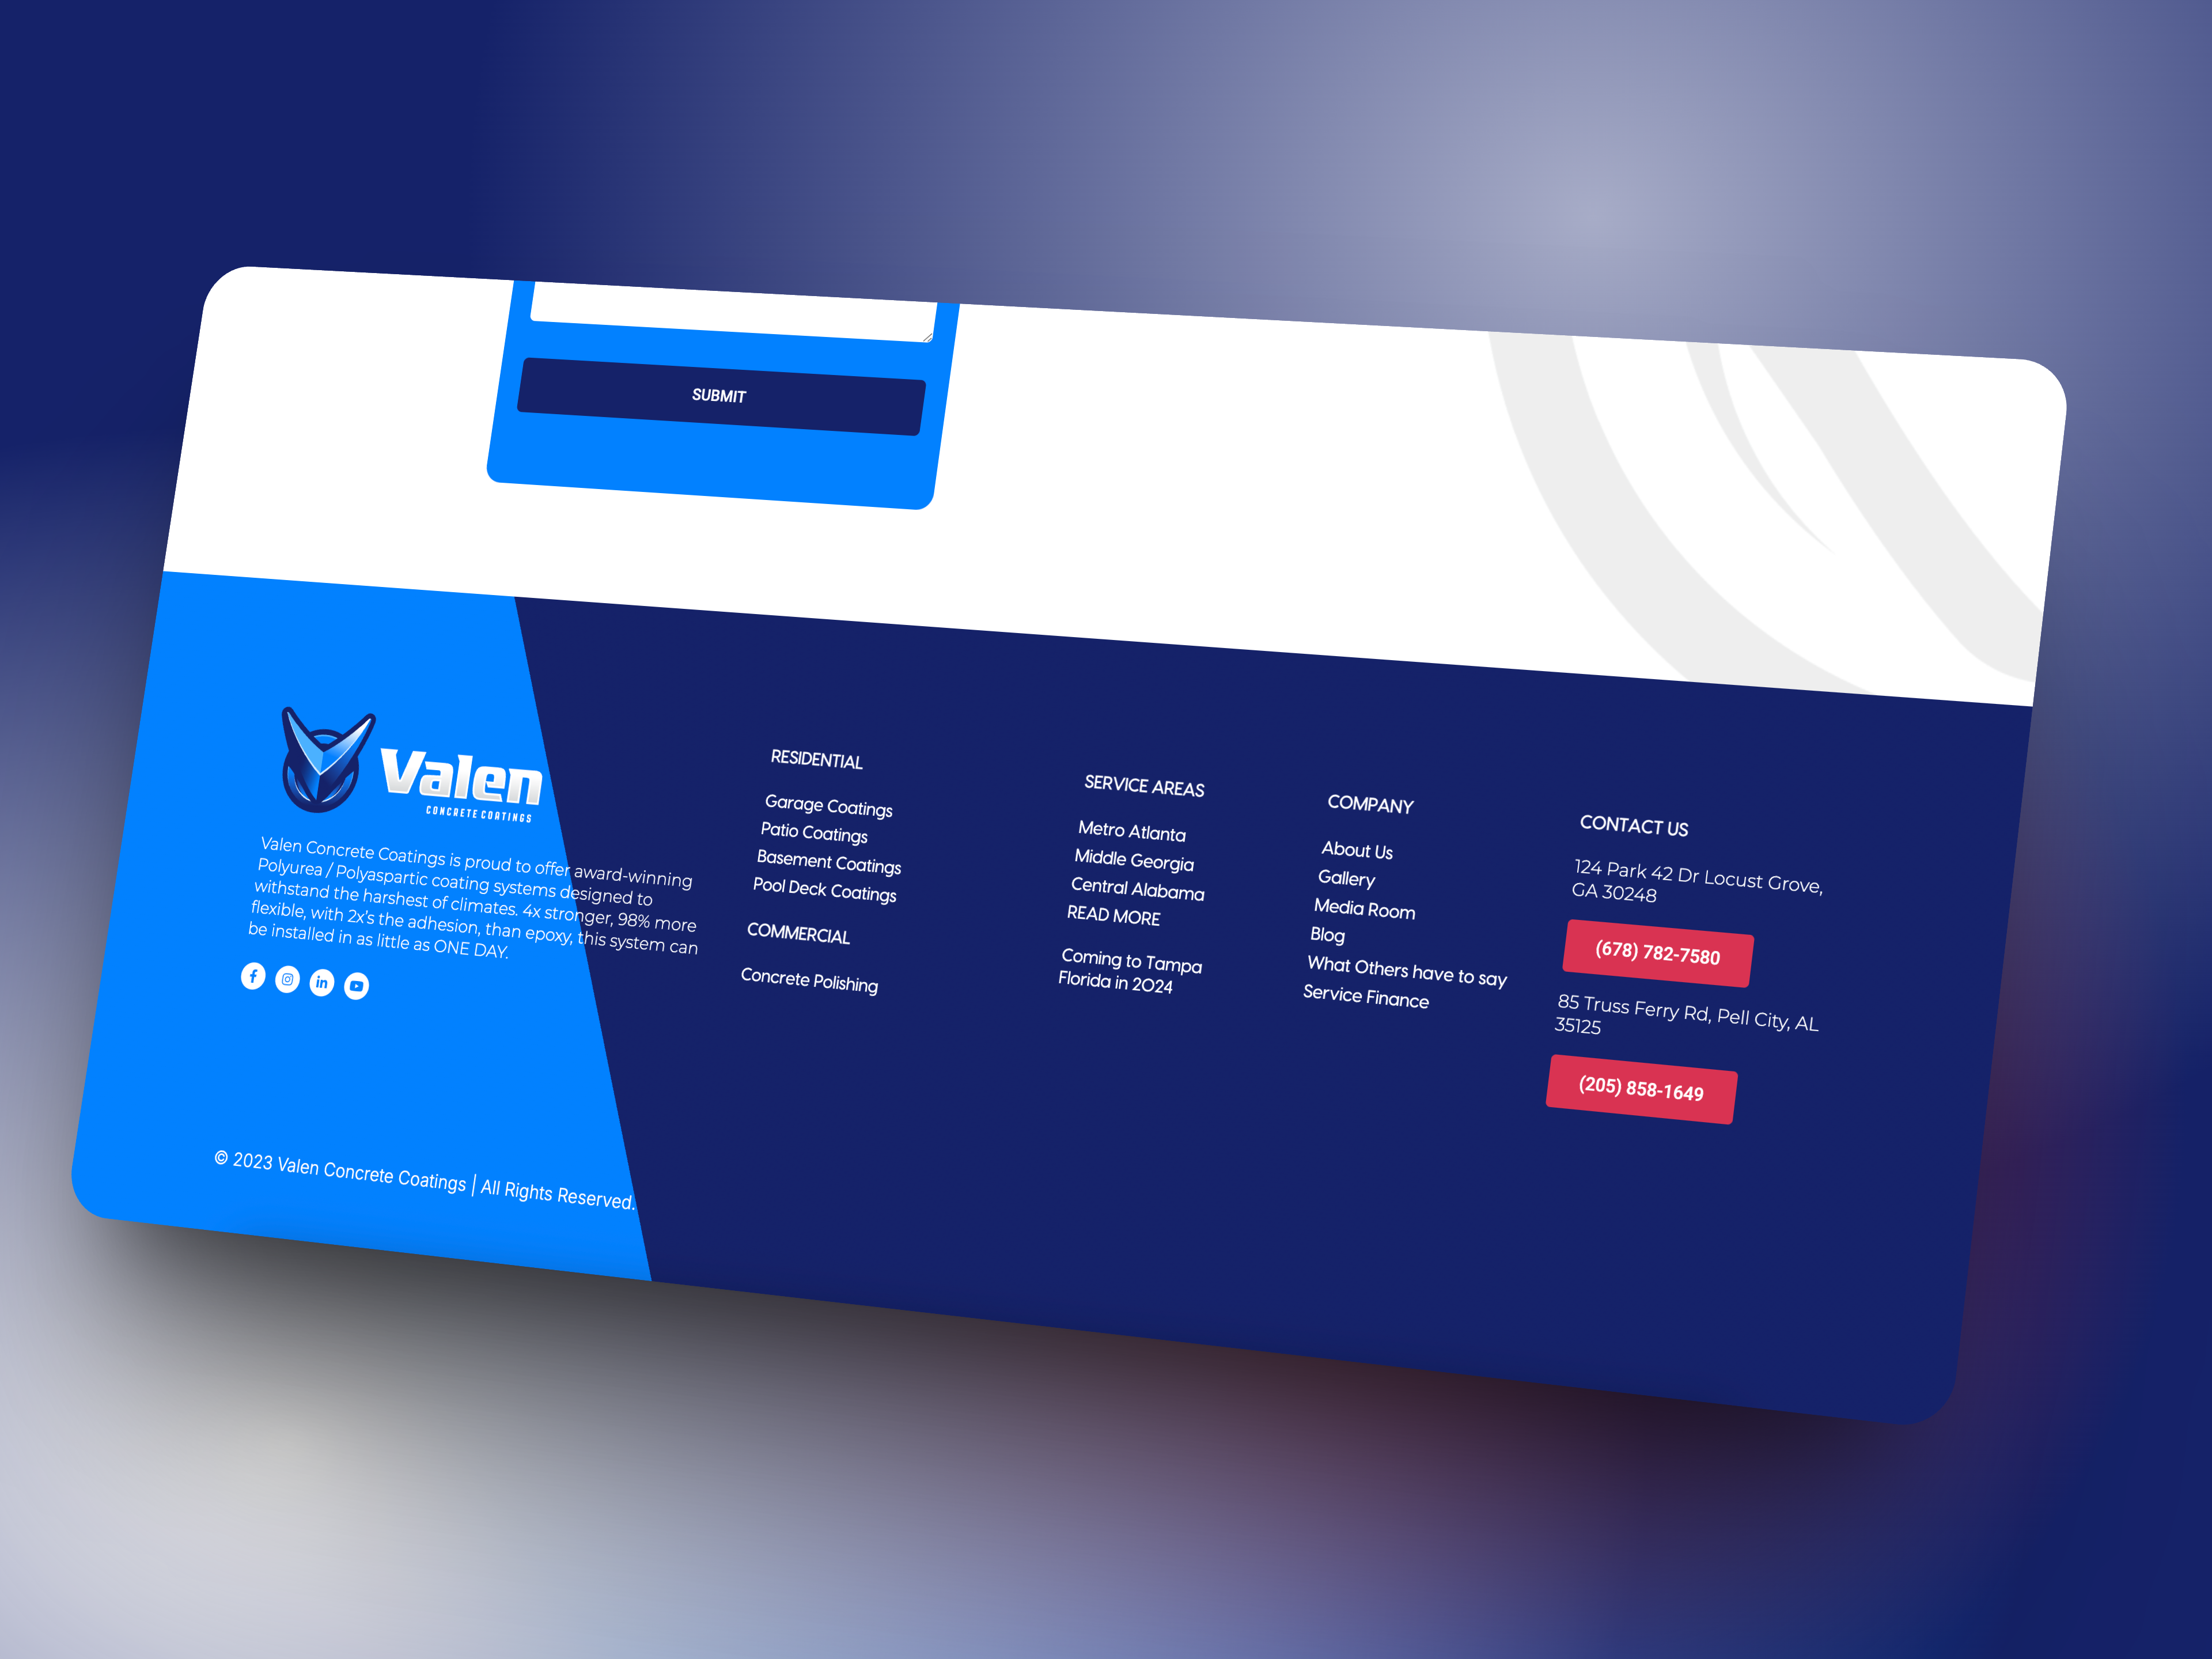 SUBMIT
Valen
CONCRETE COATINGS
Valen Concrete Coatings is proud to offer award-winning
Polyurea / Polyaspartic coating systems designed to
withstand the harshest of climates. 4x stronger, 98% more
flexible, with 2x's the adhesion, than epoxy, this system can
be installed in as little as ONE DAY.
© 2023 Valen Concrete Coatings | All Rights Reserved.
RESIDENTIAL
Garage Coatings
Patio Coatings
Basement Coatings
Pool Deck Coatings
COMMERCIAL
Concrete Polishing
SERVICE AREAS
Metro Atlanta
Middle Georgia
Central Alabama
READ MORE
Coming to Tampa
Florida in 2024
COMPANY
About Us
Gallery
Media Room
Blog
What Others have to say
Service Finance
CONTACT US
124 Park 42 Dr Locust Grove,
GA 30248
(678) 782-7580
85 Truss Ferry Rd, Pell City, AL
35125
(205) 858-1649